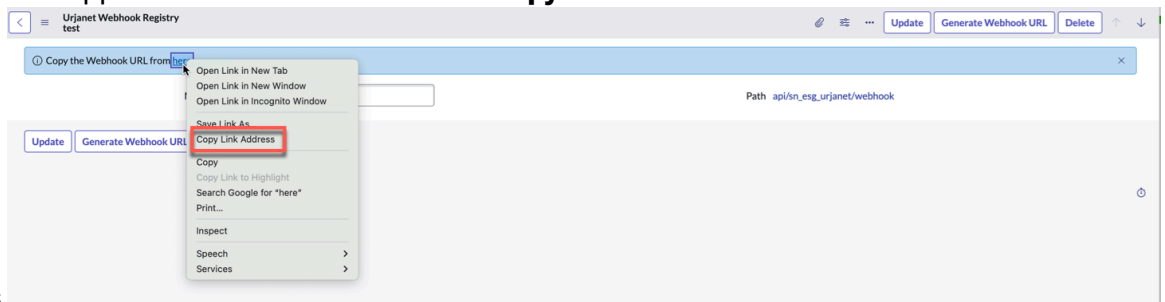 Urjanet Webhook Registry
test
... Update Generate Webhook URL Delete
Copy the Webhook URL from here
Path api/sn_esg_urjanet/webhook
Update Generate Webhook URL
Open Link in New Tab
Open Link in New Window
Open Link in Incognito Window
Save Link As
Copy Link Address
Copy
Copy Link to Highlight
Search Google for “here”
Print...
Inspect
Speech
Services